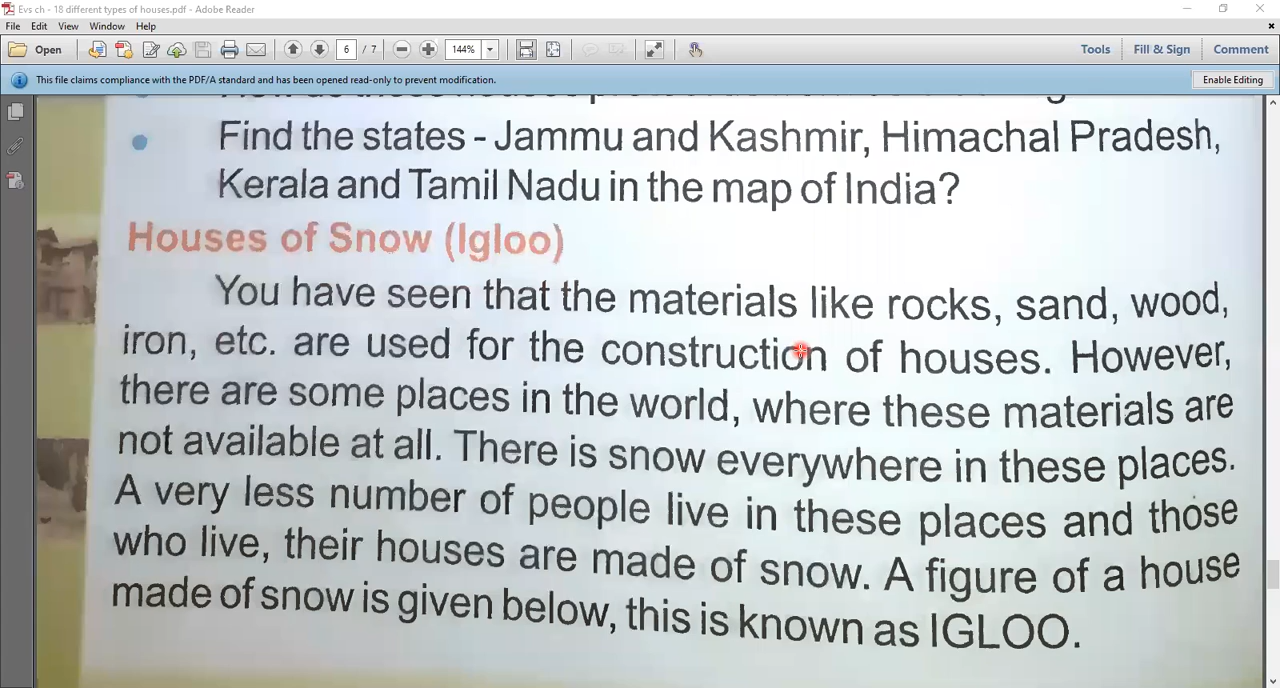 Evs ch - 18 different types of houses.pdf - Adobe Reader
File Edit View Window Help
Open 6 / 7 144% Tools Fill & Sign Comment
This file claims compliance with the PDF/A standard and has been opened read-only to prevent modification. Enable Editing
Find the states - Jammu and Kashmir, Himachal Pradesh,
Kerala and Tamil Nadu in the map of India?
Houses of Snow (Igloo)
You have seen that the materials like rocks, sand, wood,
iron, etc. are used for the construction of houses. However,
there are some places in the world, where these materials are
not available at all. There is snow everywhere in these places.
A very less number of people live in these places and those
who live, their houses are made of snow. A figure of a house
made of snow is given below, this is known as IGLOO.